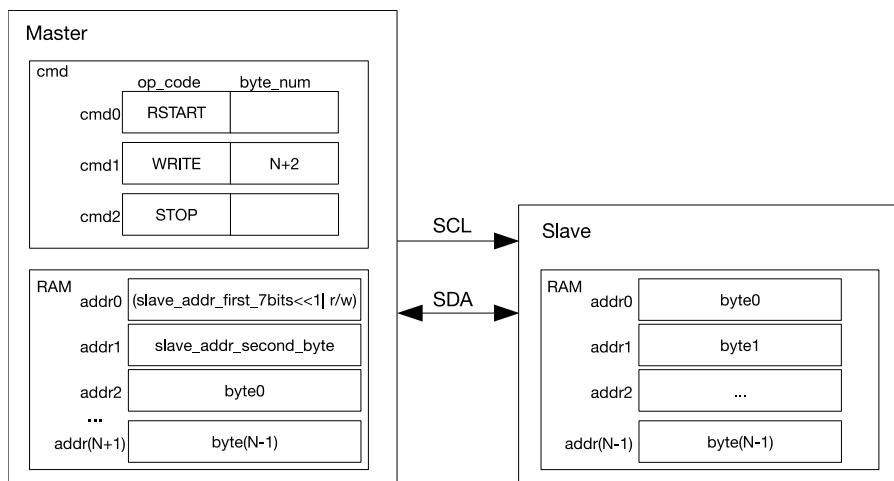 Master
cmd
op_code byte_num
cmd0 RSTART
cmd1 WRITE N+2
cmd2 STOP
RAM
addr0 (slave_addr_first_7bits<<1| r/w)
addr1 slave_addr_second_byte
addr2 byte0
...
addr(N+1) byte(N-1)
SCL
SDA
Slave
RAM
addr0 byte0
addr1 byte1
addr2 ...
addr(N-1) byte(N-1)